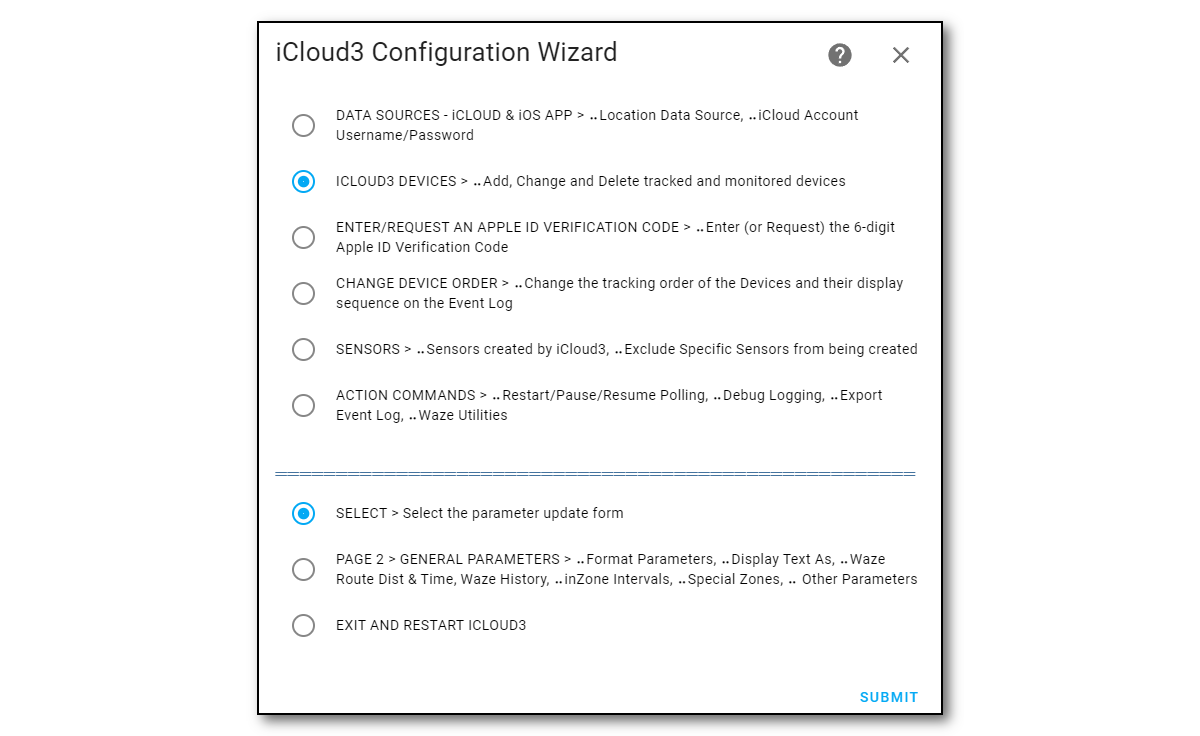 iCloud3 Configuration Wizard
DATA SOURCES - iCLOUD & iOS APP > ..Location Data Source, ..iCloud Account
Username/Password
ICLOUD3 DEVICES > ..Add, Change and Delete tracked and monitored devices
ENTER/REQUEST AN APPLE ID VERIFICATION CODE > ..Enter (or Request) the 6-digit
Apple ID Verification Code
CHANGE DEVICE ORDER > ..Change the tracking order of the Devices and their display
sequence on the Event Log
SENSORS > ..Sensors created by iCloud3, ..Exclude Specific Sensors from being created
ACTION COMMANDS > ..Restart/Pause/Resume Polling, ..Debug Logging, ..Export
Event Log, ..Waze Utilities
SELECT > Select the parameter update form
PAGE 2 > GENERAL PARAMETERS > ..Format Parameters, ..Display Text As, ..Waze
Route Dist & Time, Waze History, ..inZone Intervals, ..Special Zones, .. Other Parameters
EXIT AND RESTART ICLOUD3
SUBMIT